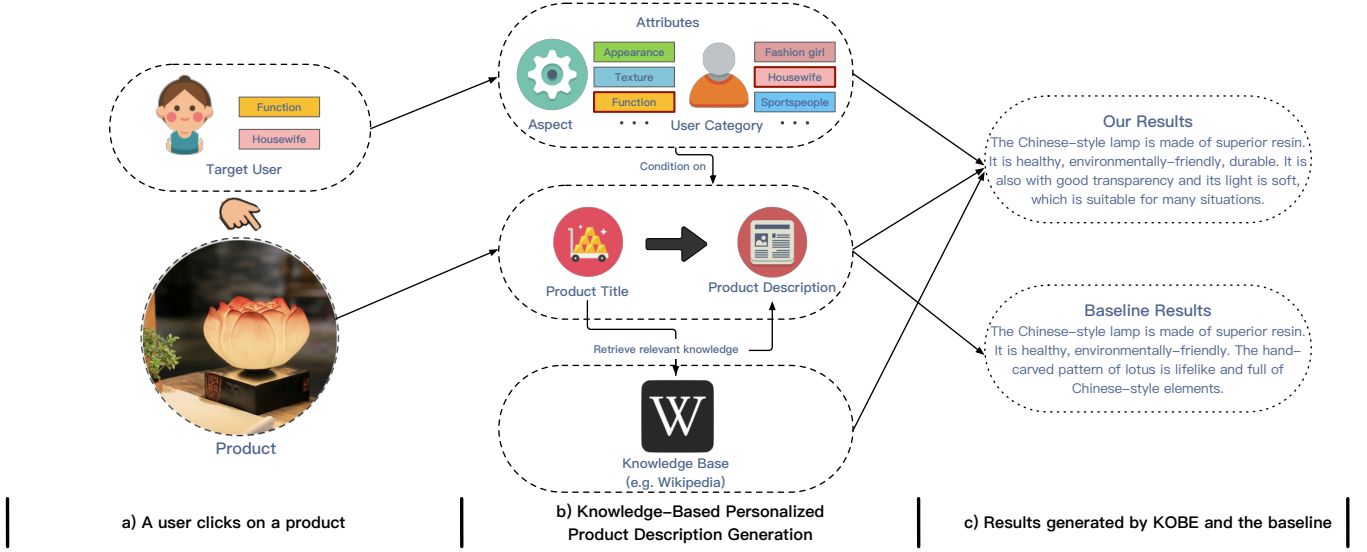 Function
Housewife
Target User
Product
a) A user clicks on a product
Attributes
Appearance
Texture
Function
Aspect
• • •
Fashion girl
Housewife
Sportspeople
User Category
• • •
Condition on
Product Title
Product Description
Retrieve relevant knowledge
W
Knowledge Base
(e.g. Wikipedia)
b) Knowledge-Based Personalized
Product Description Generation
Our Results
The Chinese-style lamp is made of superior resin.
It is healthy, environmentally-friendly, durable. It is
also with good transparency and its light is soft,
which is suitable for many situations.
Baseline Results
The Chinese-style lamp is made of superior resin.
It is healthy, environmentally-friendly. The hand-
carved pattern of lotus is lifelike and full of
Chinese-style elements.
c) Results generated by KOBE and the baseline